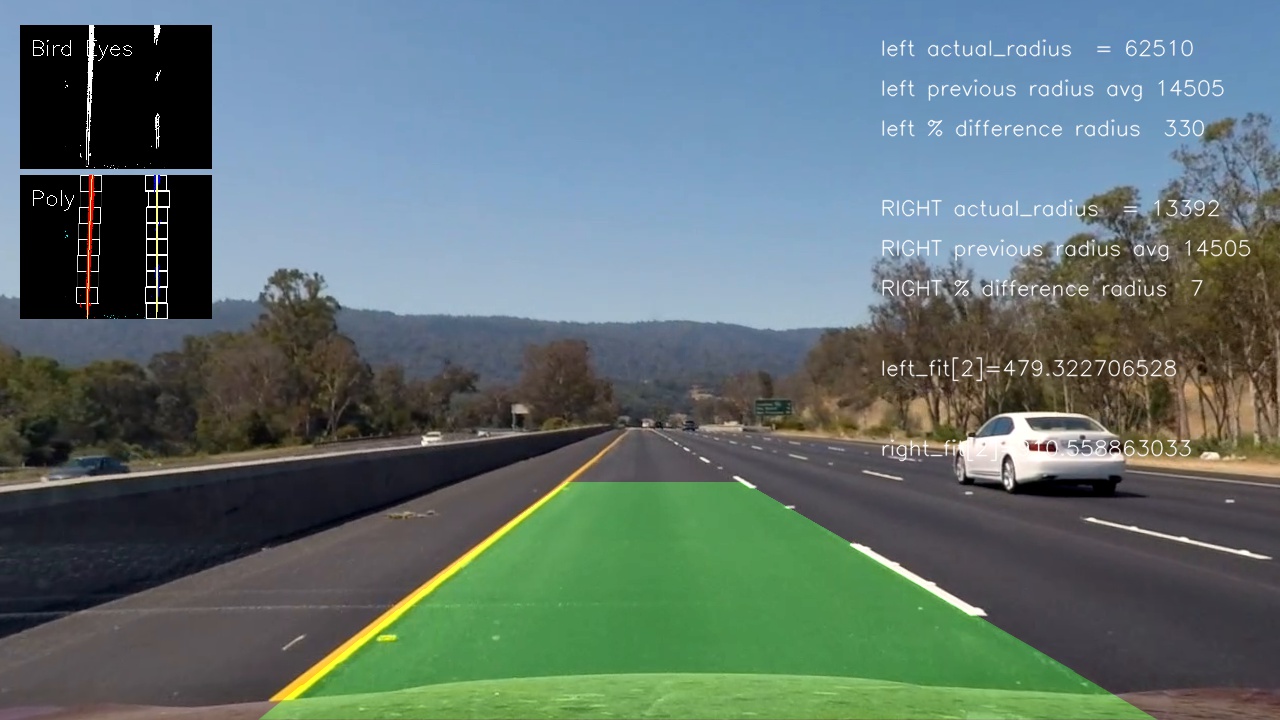 Bird Eyes
Poly
left actual_radius = 62510
left previous radius avg 14505
left % difference radius 330
RIGHT actual_radius = 13392
RIGHT previous radius avg 14505
RIGHT % difference radius 7
left_fit[2]=479.322706528
right_fit[2]